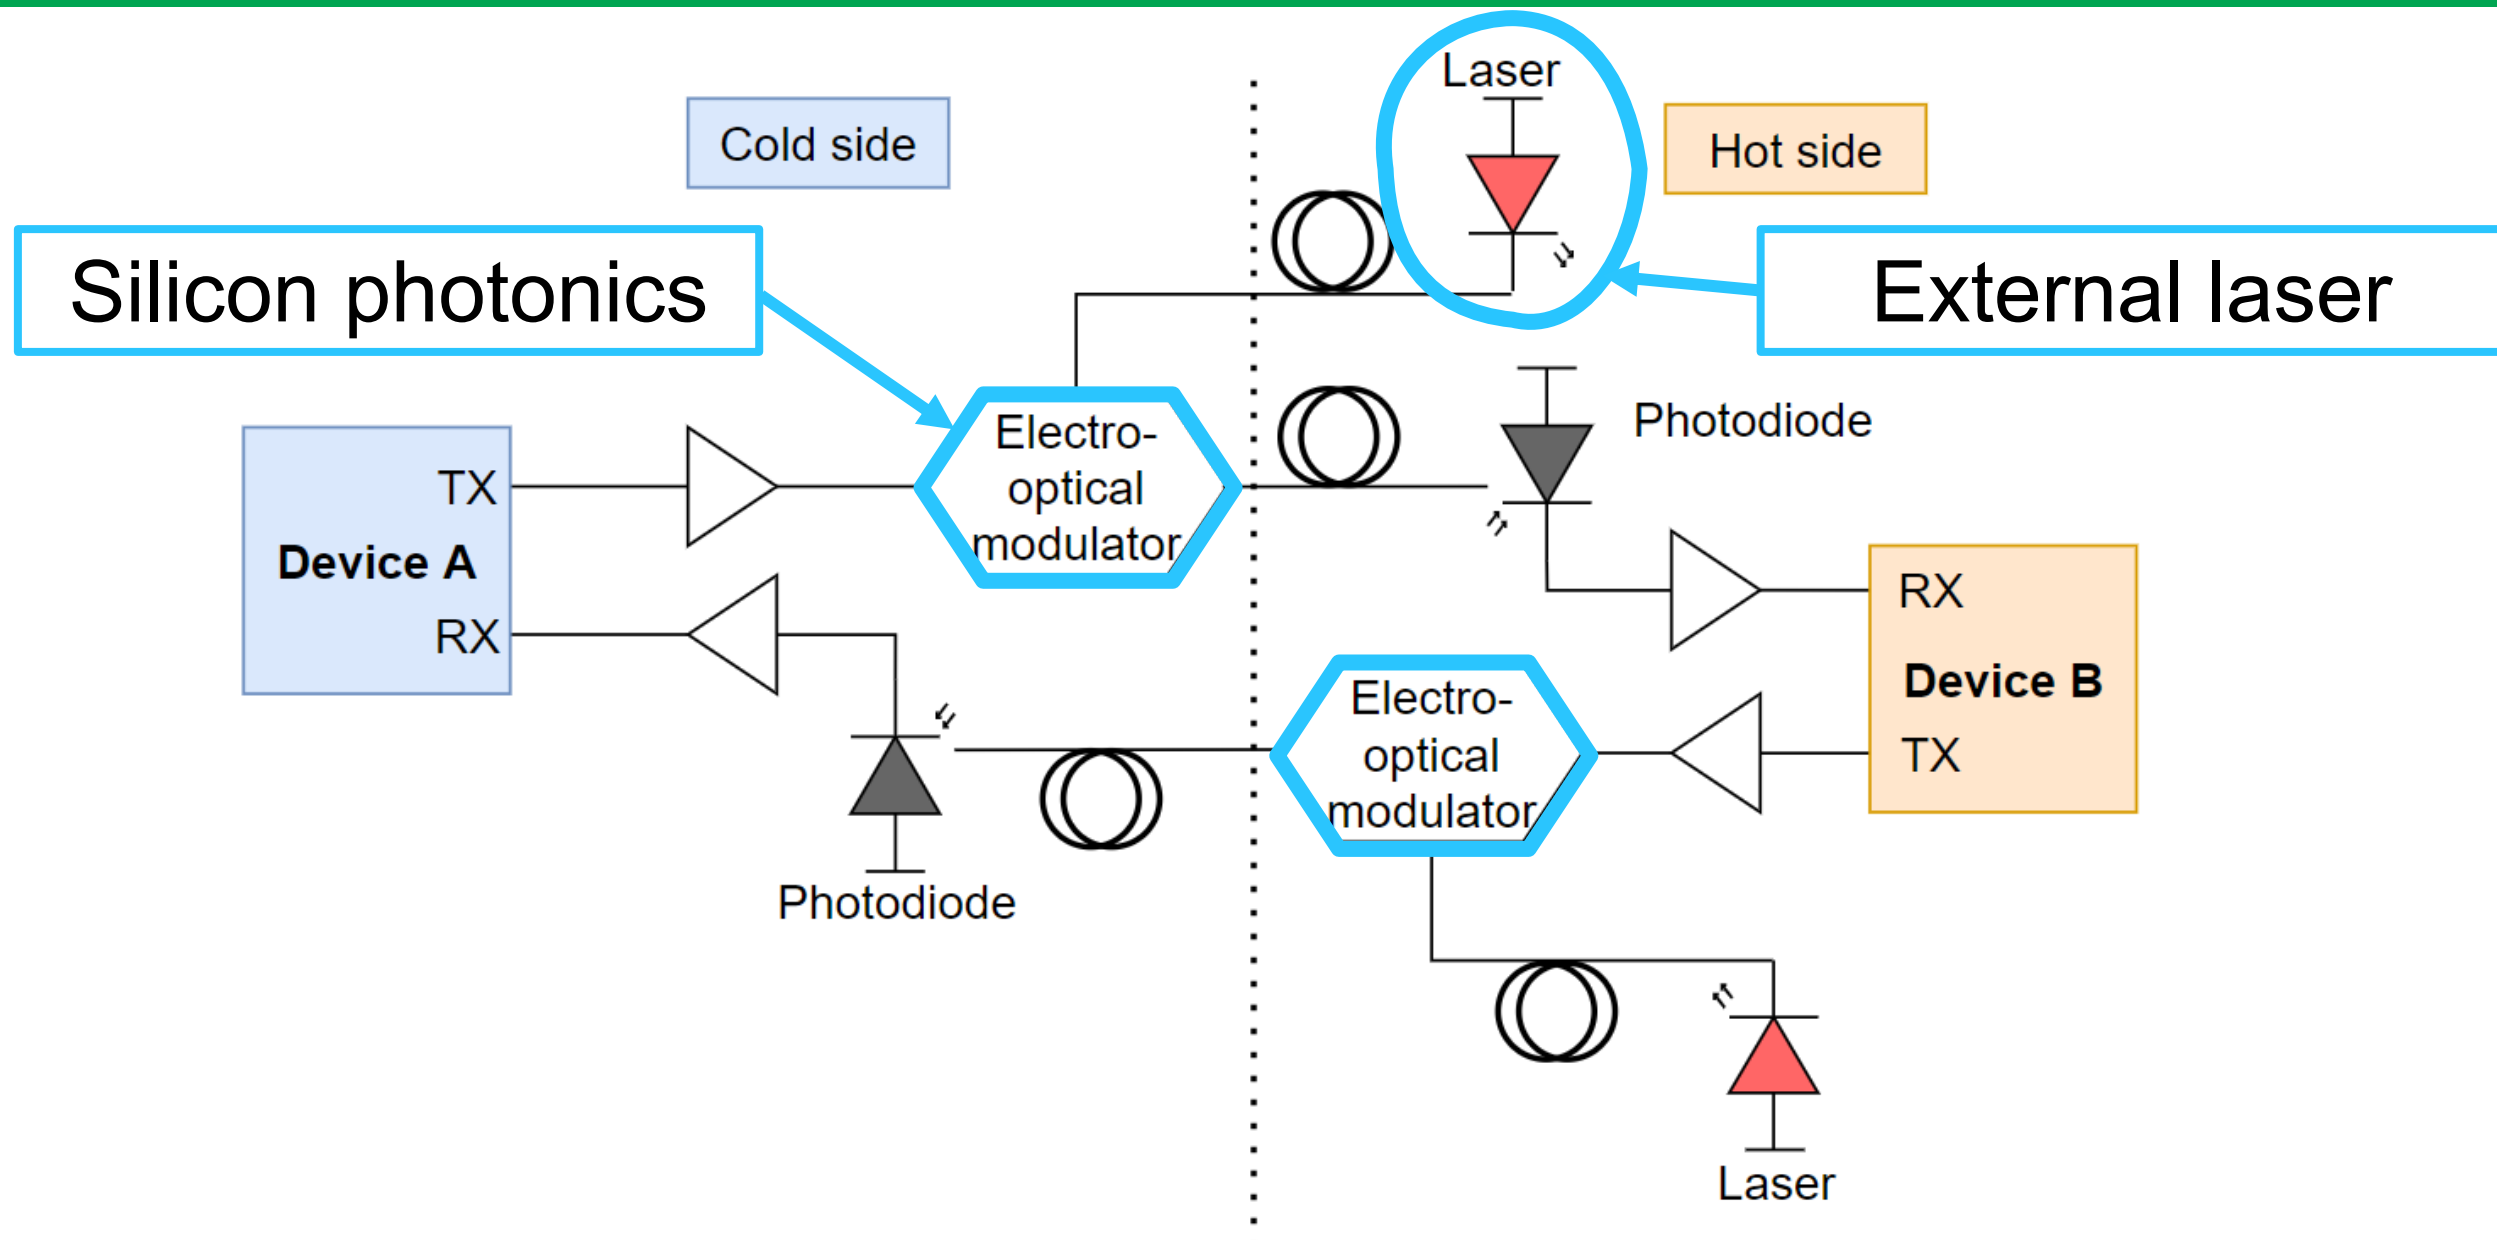 Laser
Cold side
Hot side
Silicon photonics
External laser
Electro-
optical
modulator
Photodiode
TX
Device A
RX
RX
Device B
TX
Electro-
optical
modulator
Photodiode
Laser